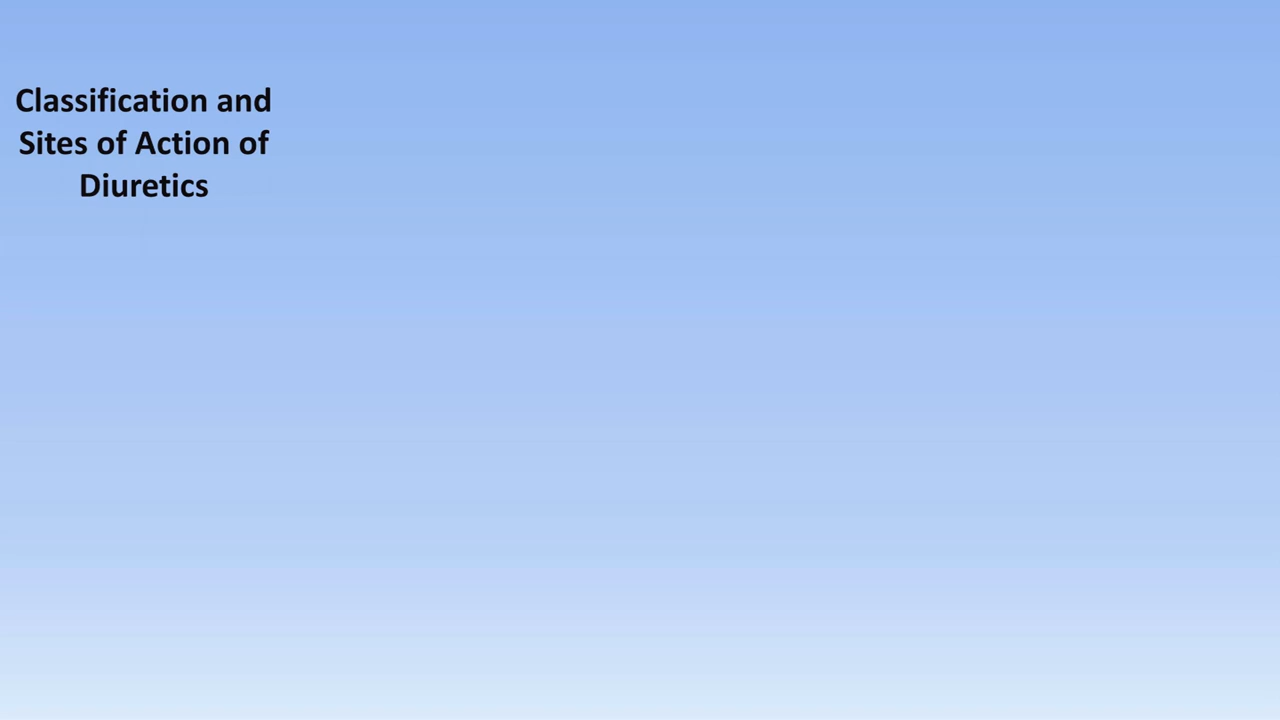 Classification and
Sites of Action of
Diuretics